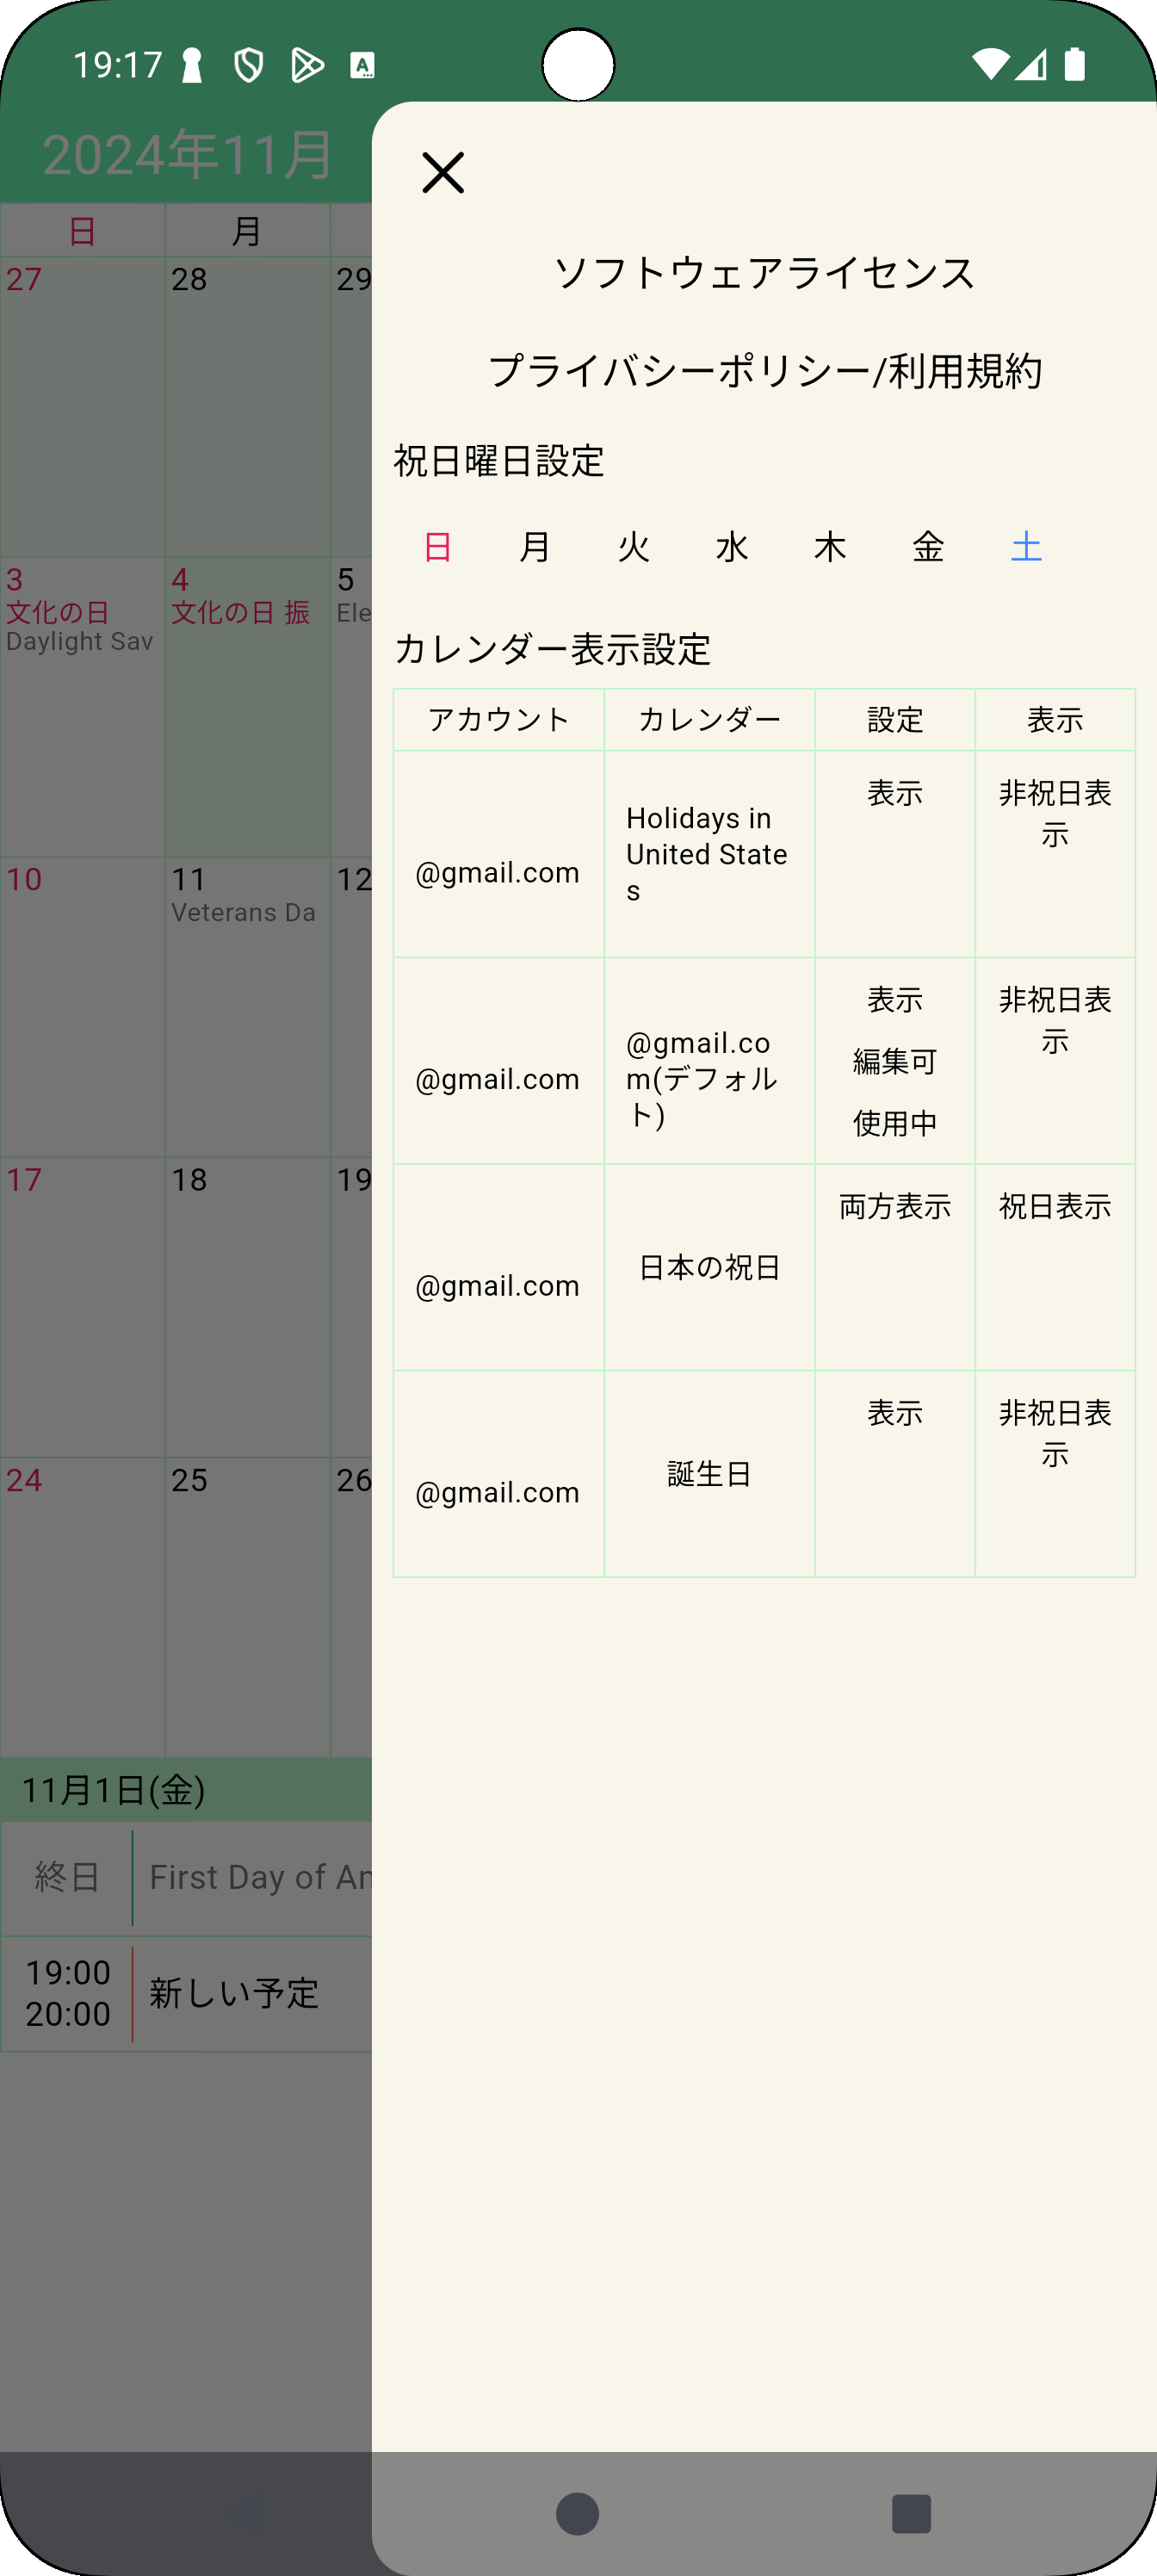 19:17
2024年11月
日 月
27 28 29
3 4 5
文化の日 文化の日 振 Ele
Daylight Sav
10 11 12
Veterans Da
17 18 19
24 25 26
11月1日(金)
終日 First Day of Am
19:00
20:00
新しい予定
ソフトウェアライセンス
プライバシーポリシー/利用規約
祝日曜日設定
日 月 火 水 木 金 土
カレンダー表示設定
アカウント カレンダー 設定 表示
@gmail.com
Holidays in
United State
s
表示
非祝日表
示
@gmail.com
@gmail.co
m(デフォル
ト)
表示
編集可
使用中
非祝日表
示
@gmail.com
日本の祝日
両方表示
祝日表示
@gmail.com
誕生日
表示
非祝日表
示